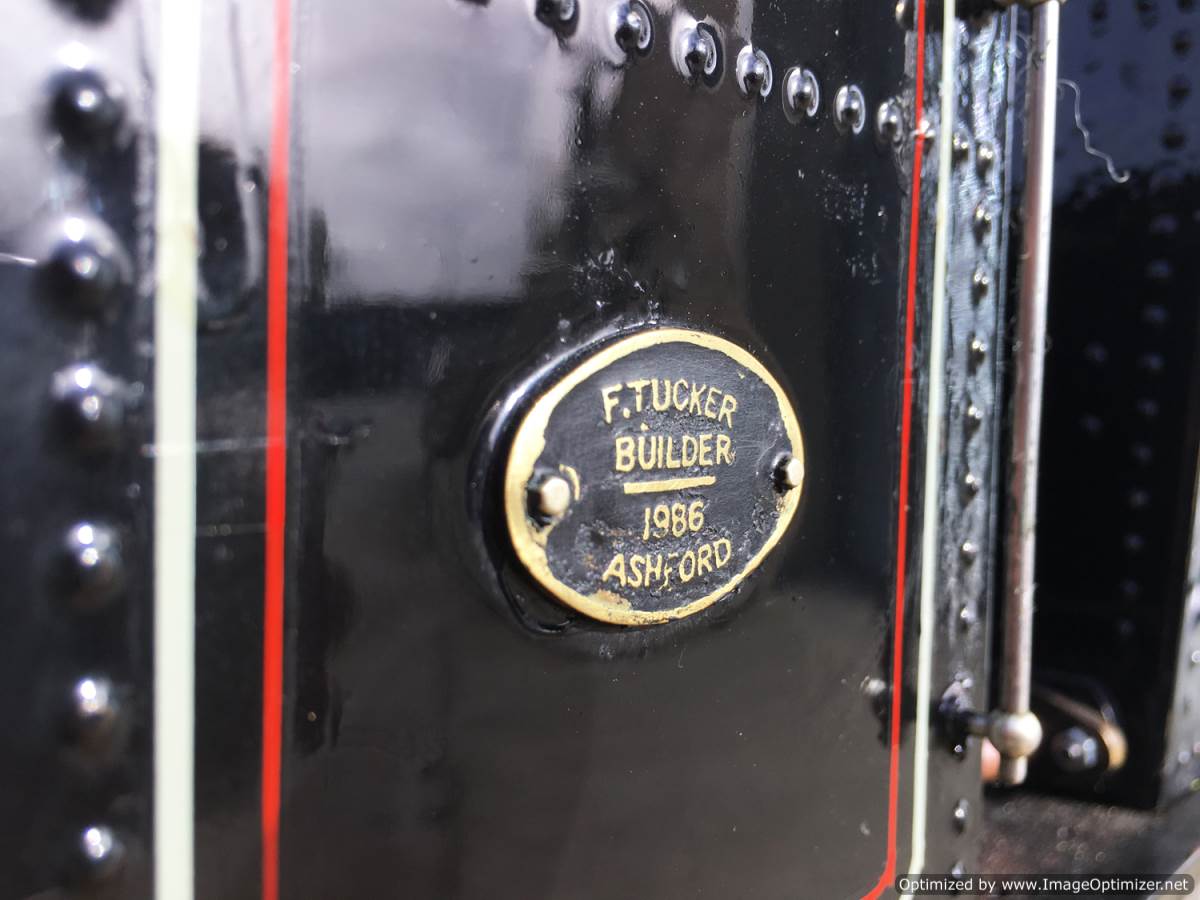 F.TUCKER
BUILDER
1986
ASHFORD
Optimized by www.ImageOptimizer.net